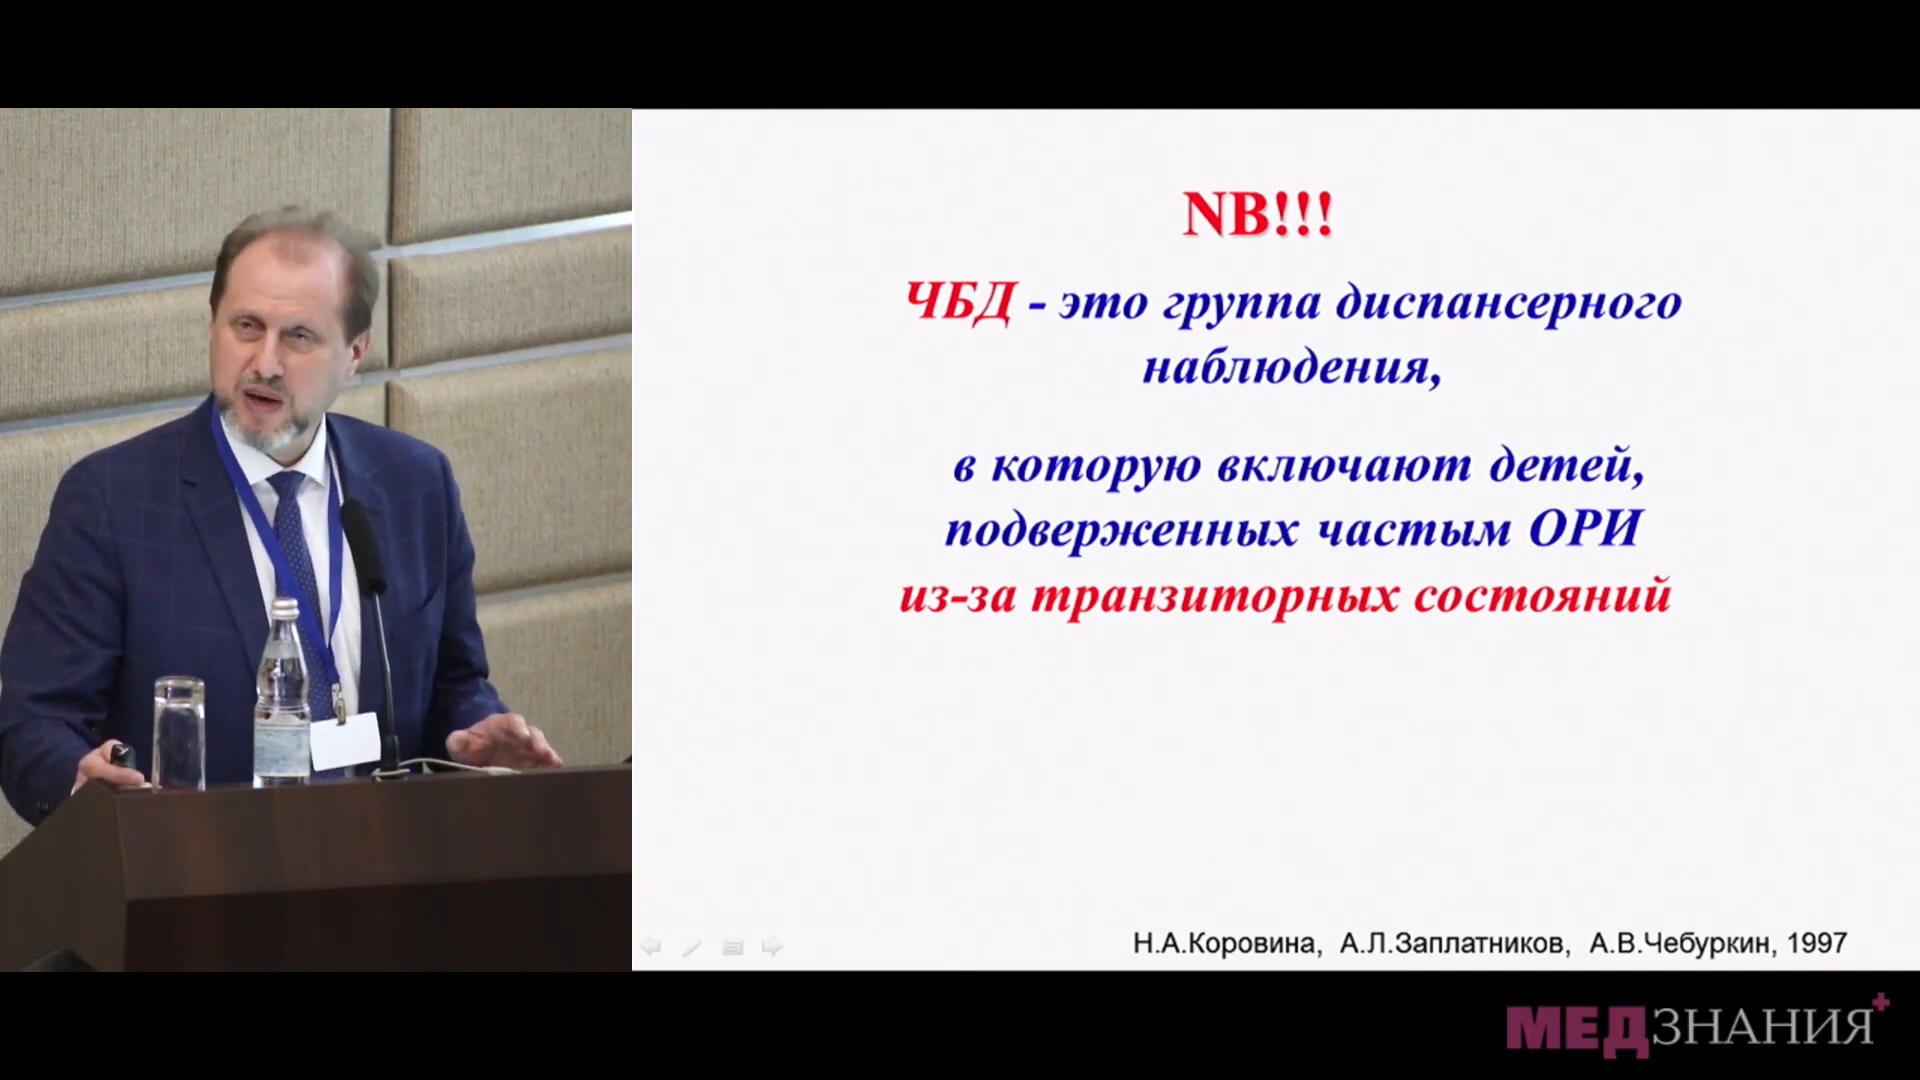 NB!!!
ЧБД - это группа диспансерного
наблюдения,
в которую включают детей,
подверженных частым ОРИ
из-за транзиторных состояний
Н.А.Коровина, А.Л.Заплатников, А.В.Чебуркин, 1997
МЕДЗНАНИЯ+